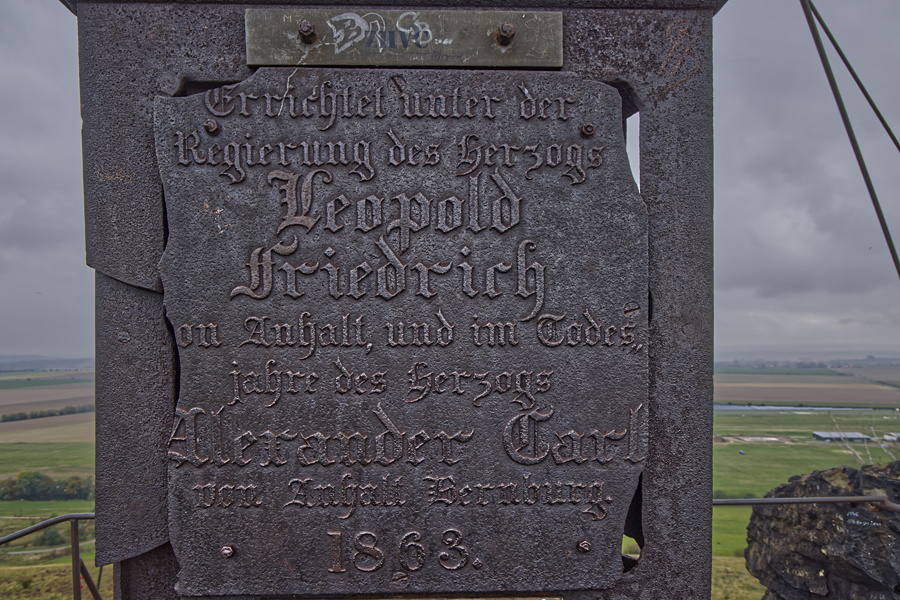 Errichtet unter der
Regierung des Herzogs
Leopold
Friedrich
on Anhalt, und im Todes=
jahre des Herzogs
Alexander Carl
von Anhalt Bernburg.
1863.